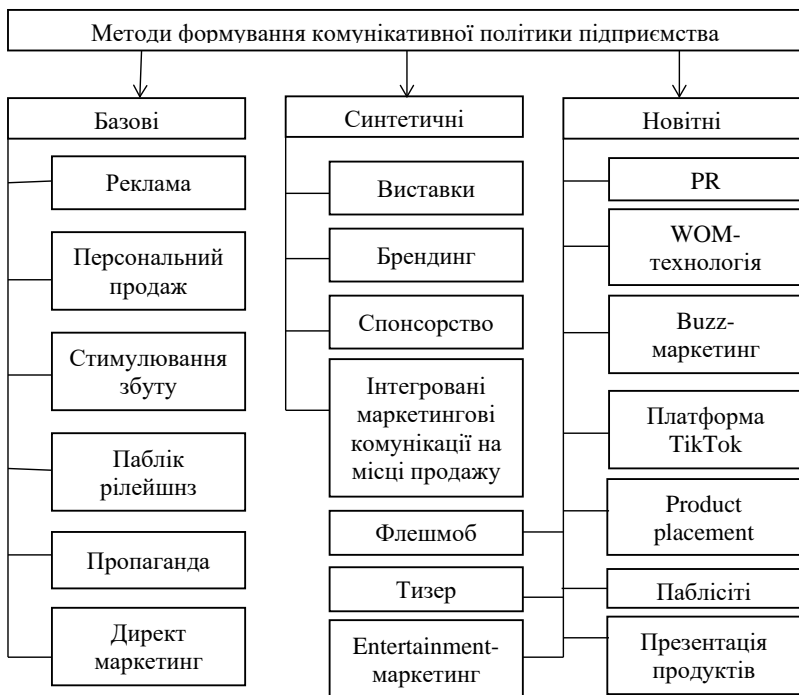 Методи формування комунікативної політики підприємства
Базові
Реклама
Персональний
продаж
Стимулювання
збуту
Паблік
рілейшнз
Пропаганда
Директ
маркетинг
Синтетичні
Виставки
Брендинг
Спонсорство
Інтегровані
маркетингові
комунікації на
місці продажу
Флешмоб
Тизер
Entertainment-
маркетинг
Новітні
PR
WOM-
технологія
Buzz-
маркетинг
Платформа
TikTok
Product
placement
Паблісіті
Презентація
продуктів